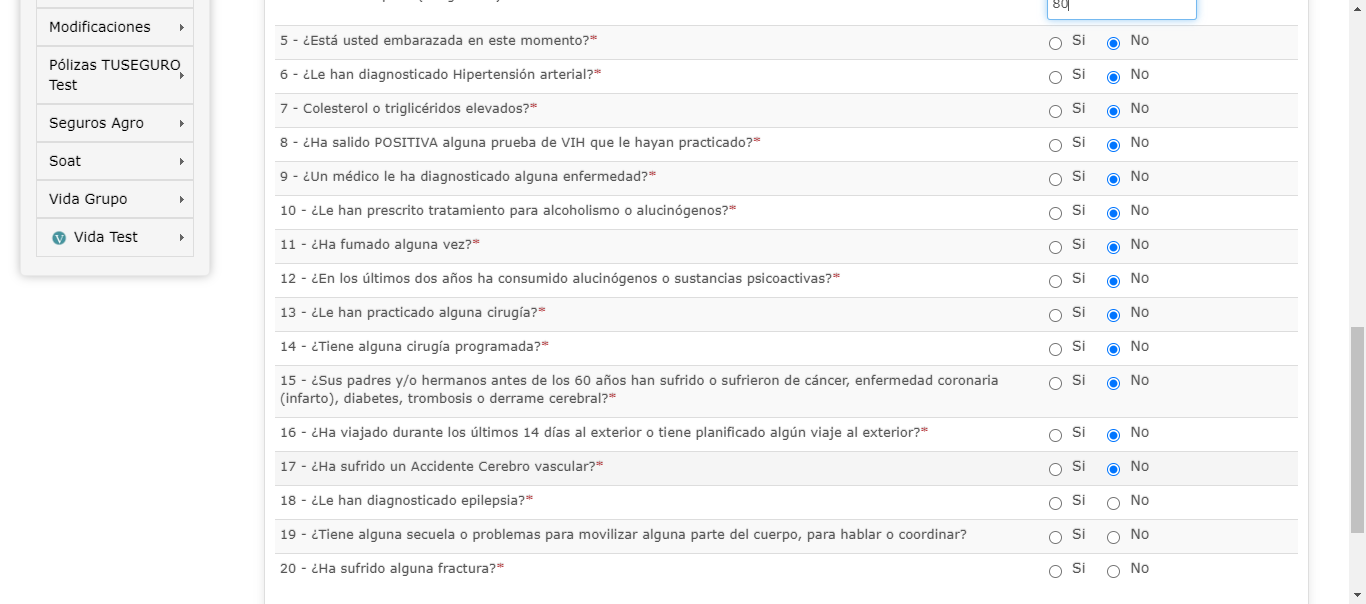 Modificaciones
Pólizas TUSEGURO
Test
Seguros Agro
Soat
Vida Grupo
V Vida Test
80
5 - ¿Está usted embarazada en este momento?* Si No
6 - ¿Le han diagnosticado Hipertensión arterial?* Si No
7 - Colesterol o triglicéridos elevados?* Si No
8 - ¿Ha salido POSITIVA alguna prueba de VIH que le hayan practicado?* Si No
9 - ¿Un médico le ha diagnosticado alguna enfermedad?* Si No
10 - ¿Le han prescrito tratamiento para alcoholismo o alucinógenos?* Si No
11 - ¿Ha fumado alguna vez?* Si No
12 - ¿En los últimos dos años ha consumido alucinógenos o sustancias psicoactivas?* Si No
13 - ¿Le han practicado alguna cirugía?* Si No
14 - ¿Tiene alguna cirugía programada?* Si No
15 - ¿Sus padres y/o hermanos antes de los 60 años han sufrido o sufrieron de cáncer, enfermedad coronaria Si No
(infarto), diabetes, trombosis o derrame cerebral?*
16 - ¿Ha viajado durante los últimos 14 días al exterior o tiene planificado algún viaje al exterior?* Si No
17 - ¿Ha sufrido un Accidente Cerebro vascular?* Si No
18 - ¿Le han diagnosticado epilepsia?* Si No
19 - ¿Tiene alguna secuela o problemas para movilizar alguna parte del cuerpo, para hablar o coordinar? Si No
20 - ¿Ha sufrido alguna fractura?* Si No